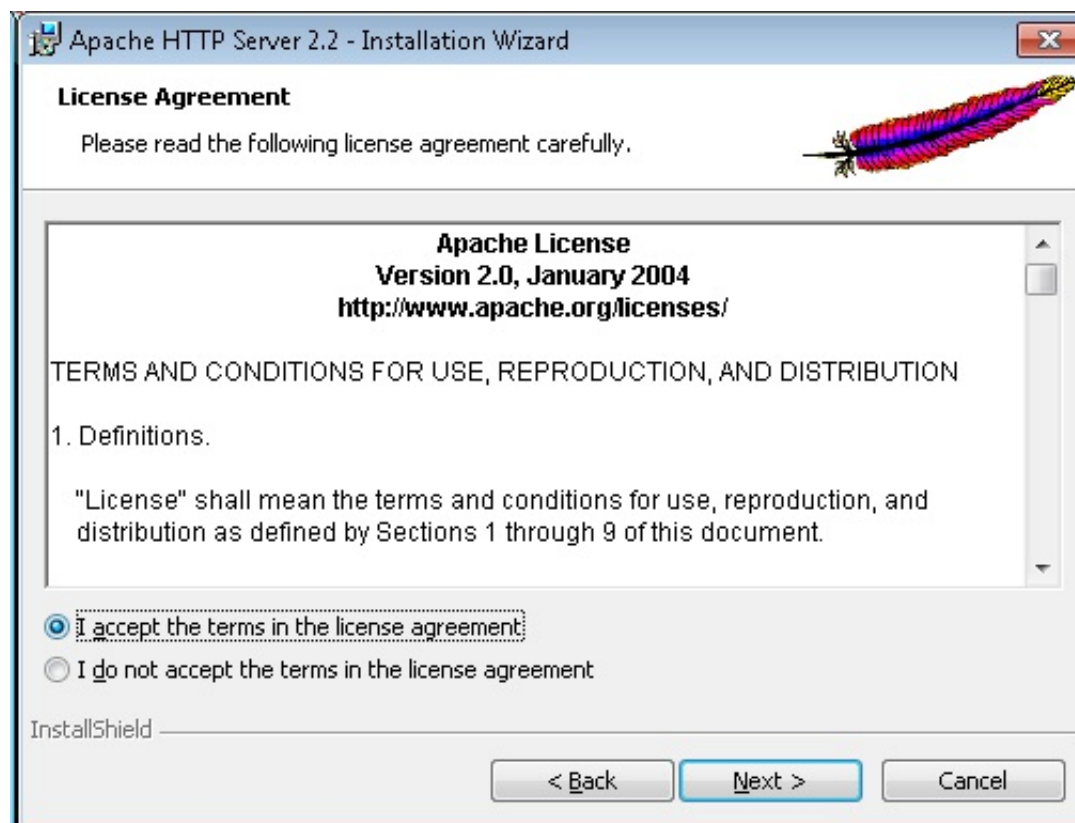 Apache HTTP Server 2.2 - Installation Wizard
License Agreement
Please read the following license agreement carefully.
Apache License
Version 2.0, January 2004
http://www.apache.org/licenses/
TERMS AND CONDITIONS FOR USE, REPRODUCTION, AND DISTRIBUTION
1. Definitions.
"License" shall mean the terms and conditions for use, reproduction, and
distribution as defined by Sections 1 through 9 of this document.
I accept the terms in the license agreement
I do not accept the terms in the license agreement
InstallShield
< Back
Next >
Cancel